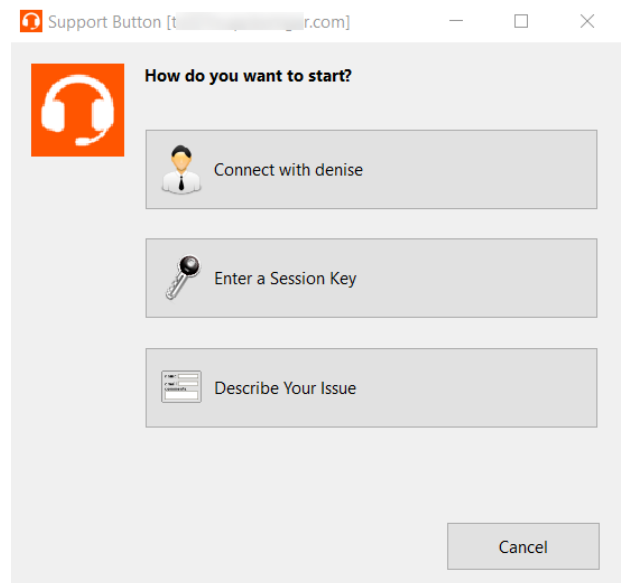 Support Button [t r.com]
How do you want to start?
Connect with denise
Enter a Session Key
Describe Your Issue
Cancel